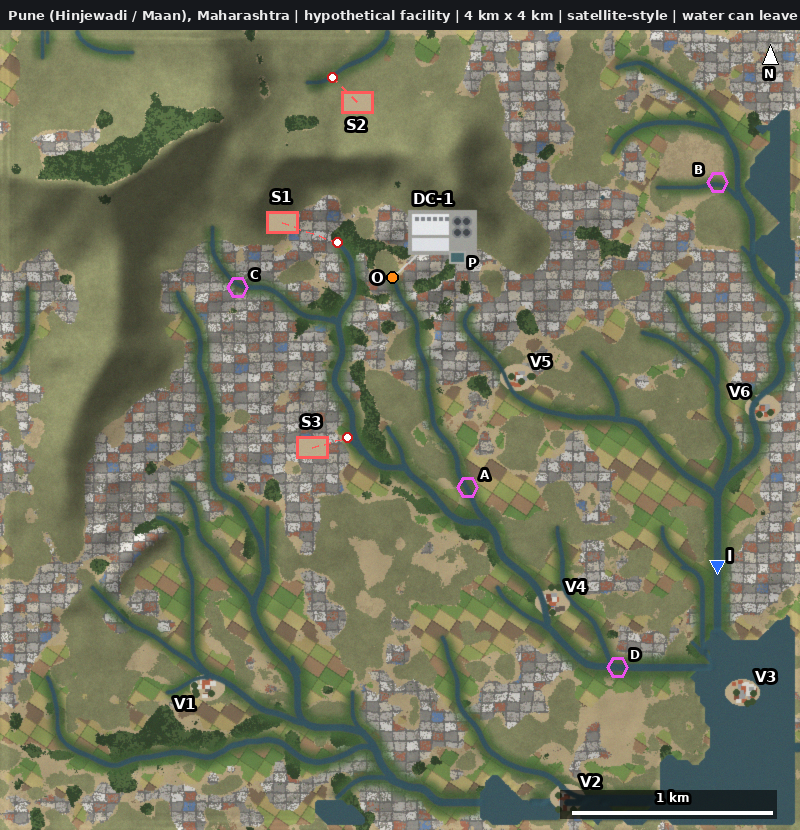 Pune (Hinjewadi / Maan), Maharashtra | hypothetical facility | 4 km x 4 km | satellite-style | water can leave
N
S2
B
S1
DC-1
P
O
C
V5
V6
S3
A
I
V4
D
V3
V1
V2
1 km